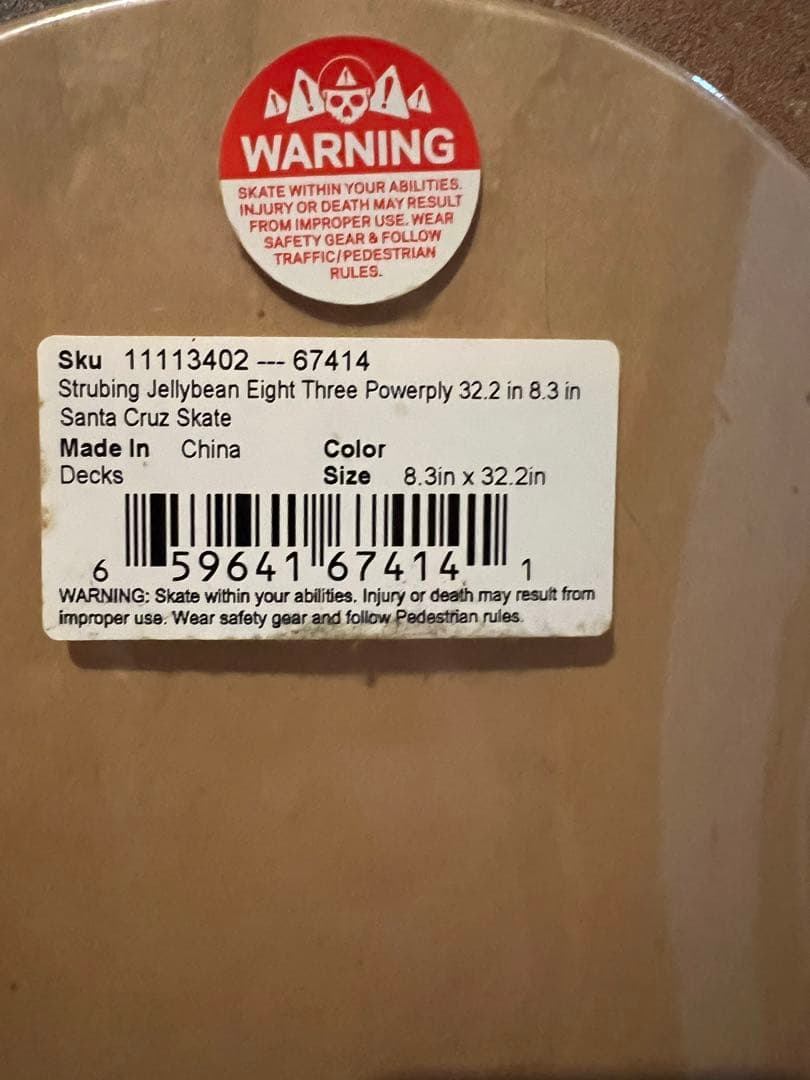 WARNING
SKATE WITHIN YOUR ABILITIES.
INJURY OR DEATH MAY RESULT
FROM IMPROPER USE. WEAR
SAFETY GEAR & FOLLOW
TRAFFIC/PEDESTRIAN
RULES.
Sku 11113402 --- 67414
Strubing Jellybean Eight Three Powerply 32.2 in 8.3 in
Santa Cruz Skate
Made In China Color
Decks Size 8.3in x 32.2in
6 59641 67414 1
WARNING: Skate within your abilities. Injury or death may result from
improper use. Wear safety gear and follow Pedestrian rules.